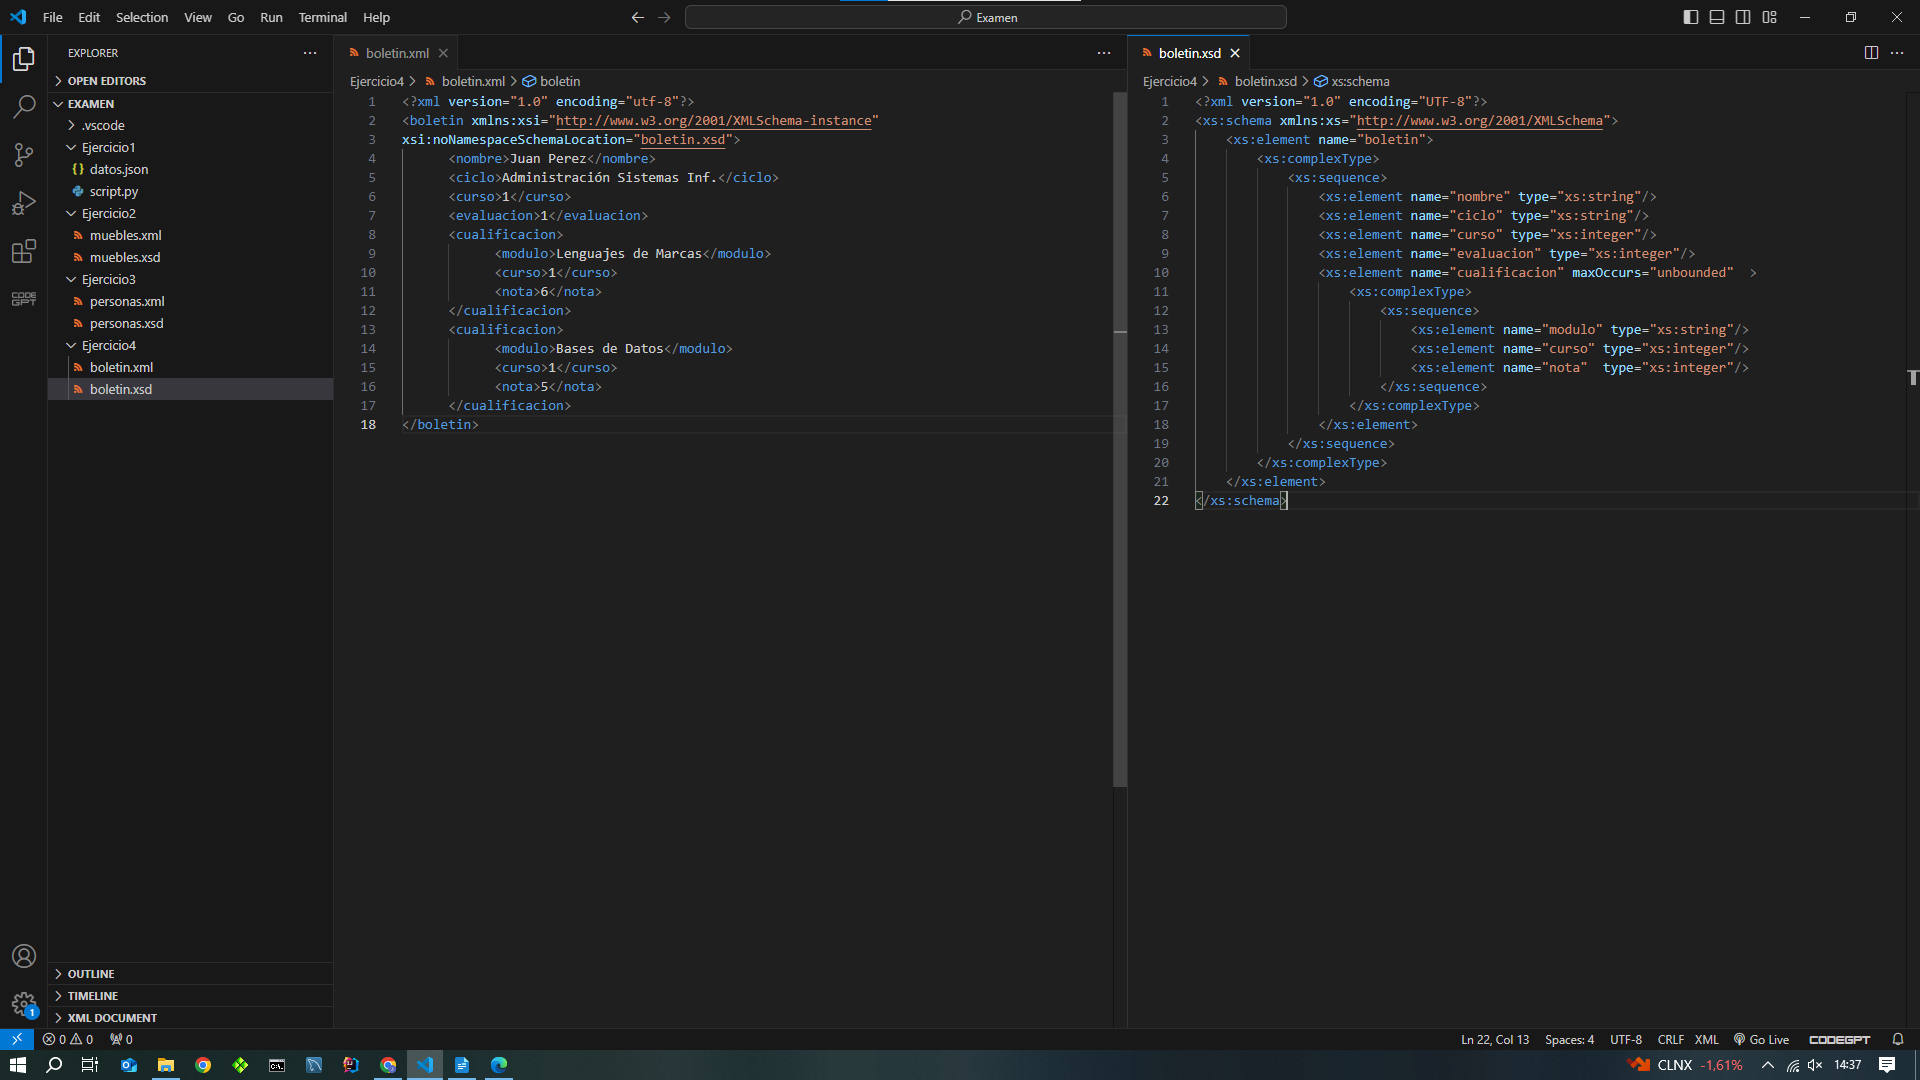 File Edit Selection View Go Run Terminal Help
Examen
EXPLORER
OPEN EDITORS
EXAMEN
.vscode
Ejercicio1
datos.json
script.py
Ejercicio2
muebles.xml
muebles.xsd
Ejercicio3
personas.xml
personas.xsd
Ejercicio4
boletin.xml
boletin.xsd
OUTLINE
TIMELINE
XML DOCUMENT
CODE
GPT
1
boletin.xml
Ejercicio4 > boletin.xml > boletin
1 <?xml version="1.0" encoding="utf-8"?>
2 <boletin xmlns:xsi="http://www.w3.org/2001/XMLSchema-instance"
3 xsi:noNamespaceSchemaLocation="boletin.xsd">
4 <nombre>Juan Perez</nombre>
5 <ciclo>Administración Sistemas Inf.</ciclo>
6 <curso>1</curso>
7 <evaluacion>1</evaluacion>
8 <cualificacion>
9 <modulo>Lenguajes de Marcas</modulo>
10 <curso>1</curso>
11 <nota>6</nota>
12 </cualificacion>
13 <cualificacion>
14 <modulo>Bases de Datos</modulo>
15 <curso>1</curso>
16 <nota>5</nota>
17 </cualificacion>
18 </boletin>
boletin.xsd
Ejercicio4 > boletin.xsd > xs:schema
1 <?xml version="1.0" encoding="UTF-8"?>
2 <xs:schema xmlns:xs="http://www.w3.org/2001/XMLSchema">
3 <xs:element name="boletin">
4 <xs:complexType>
5 <xs:sequence>
6 <xs:element name="nombre" type="xs:string"/>
7 <xs:element name="ciclo" type="xs:string"/>
8 <xs:element name="curso" type="xs:integer"/>
9 <xs:element name="evaluacion" type="xs:integer"/>
10 <xs:element name="cualificacion" maxOccurs="unbounded"  >
11 <xs:complexType>
12 <xs:sequence>
13 <xs:element name="modulo" type="xs:string"/>
14 <xs:element name="curso" type="xs:integer"/>
15 <xs:element name="nota"  type="xs:integer"/>
16 </xs:sequence>
17 </xs:complexType>
18 </xs:element>
19 </xs:sequence>
20 </xs:complexType>
21 </xs:element>
22 </xs:schema>
0 0 0
Ln 22, Col 13 Spaces: 4 UTF-8 CRLF XML Go Live CODEGPT
CLNX -1,61% 14:37